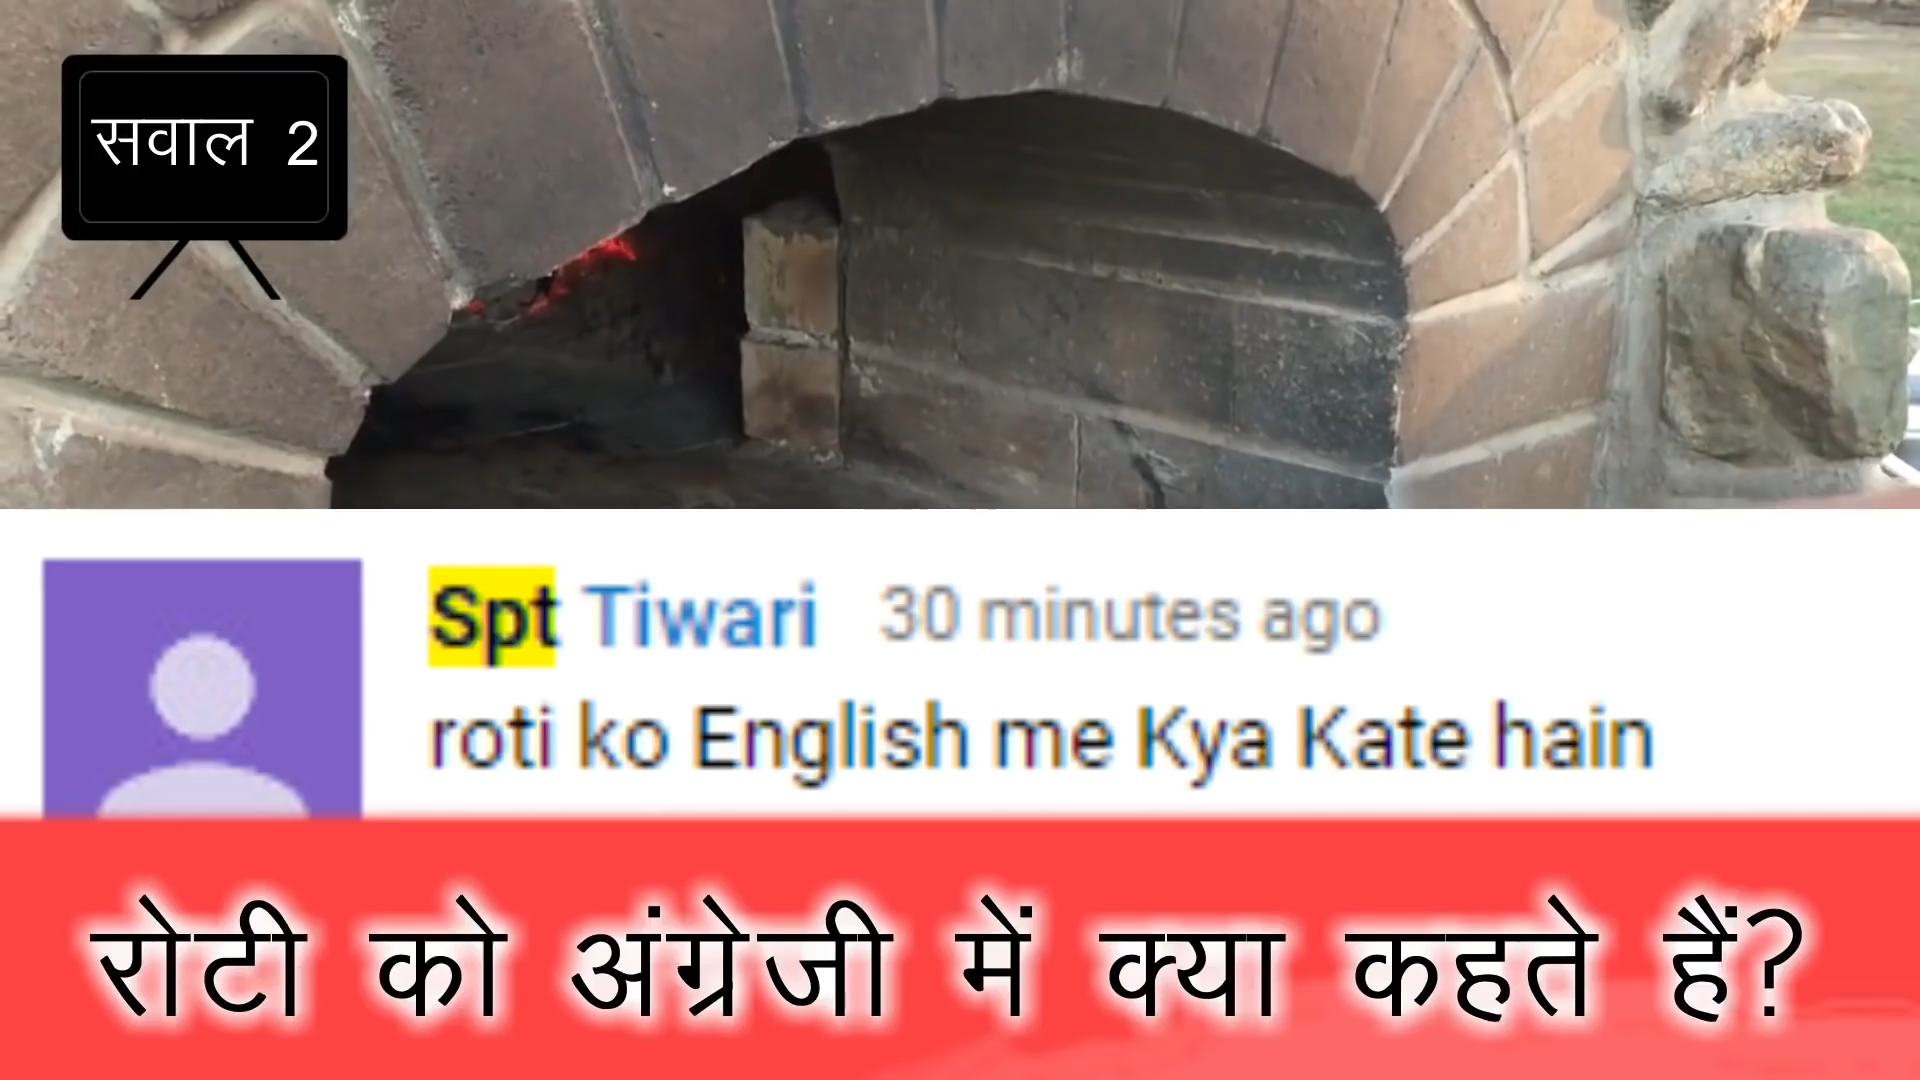 सवाल 2
Spt Tiwari 30 minutes ago
roti ko English me Kya Kate hain
रोटी को अंग्रेजी में क्या कहते हैं?